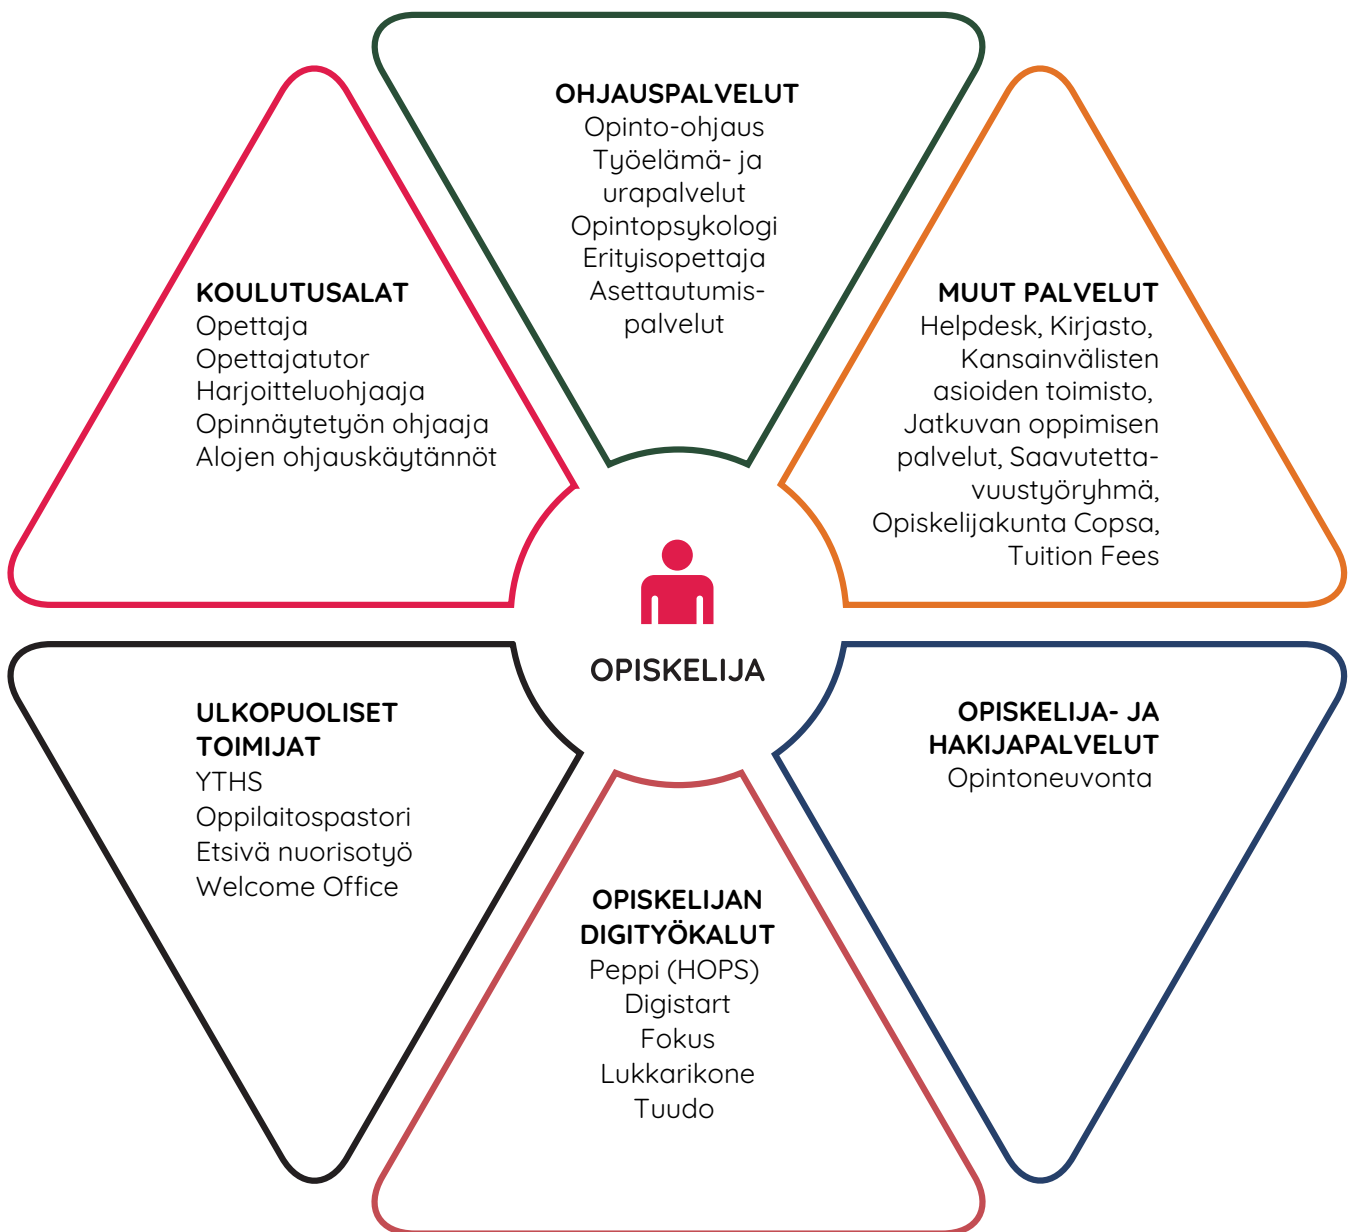 OHJAUSPALVELUT
Opinto-ohjaus
Työelämä- ja
urapalvelut
Opintopsykologi
Erityisopettaja
Asettautumis-
palvelut
KOULUTUSALAT
Opettaja
Opettajatutor
Harjoitteluohjaaja
Opinnäytetyön ohjaaja
Alojen ohjauskäytännöt
MUUT PALVELUT
Helpdesk, Kirjasto,
Kansainvälisten
asioiden toimisto,
Jatkuvan oppimisen
palvelut, Saavutetta-
vuustyöryhmä,
Opiskelijakunta Copsa,
Tuition Fees
OPISKELIJA
ULKOPUOLISET
TOIMIJAT
YTHS
Oppilaitospastori
Etsivä nuorisotyö
Welcome Office
OPISKELIJA- JA
HAKIJAPALVELUT
Opintoneuvonta
OPISKELIJAN
DIGITYÖKALUT
Peppi (HOPS)
Digistart
Fokus
Lukkarikone
Tuudo